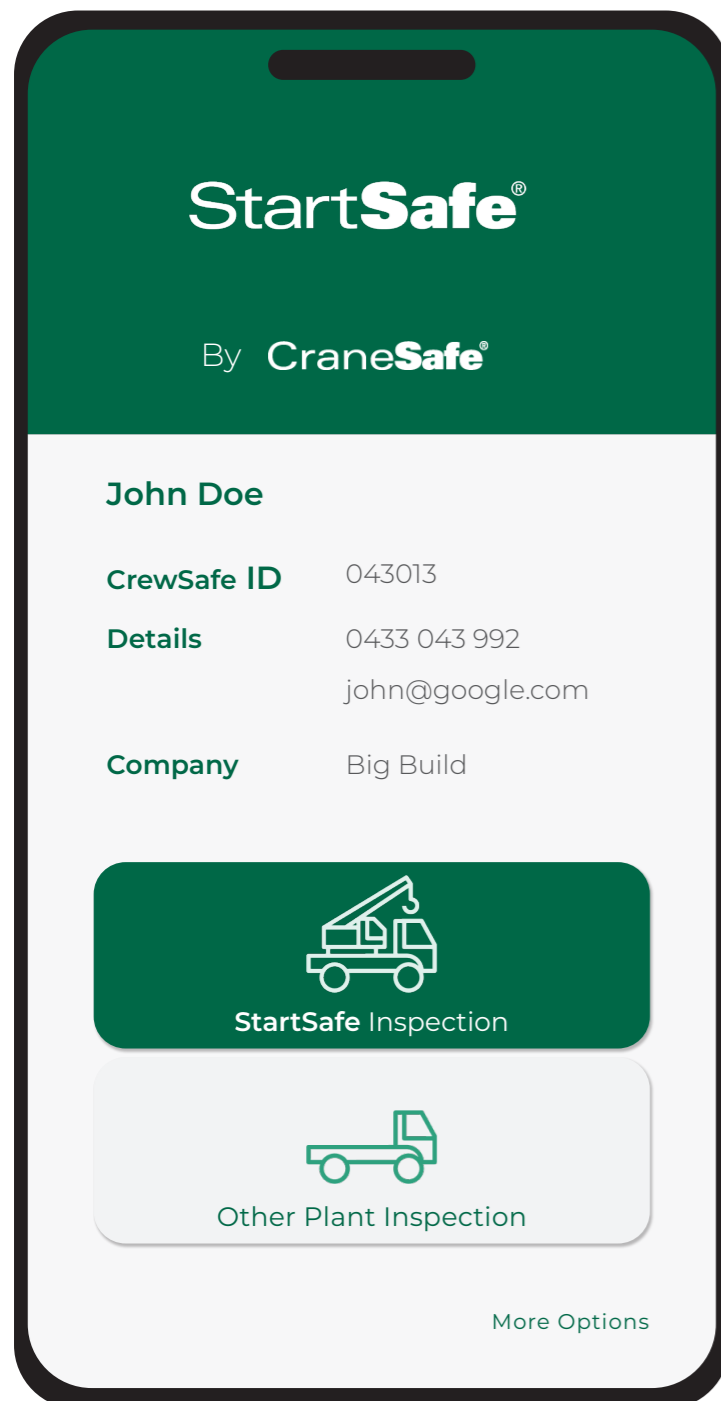 StartSafe®
By CraneSafe®
John Doe
CrewSafe ID 043013
Details 0433 043 992
john@google.com
Company Big Build
StartSafe Inspection
Other Plant Inspection
More Options